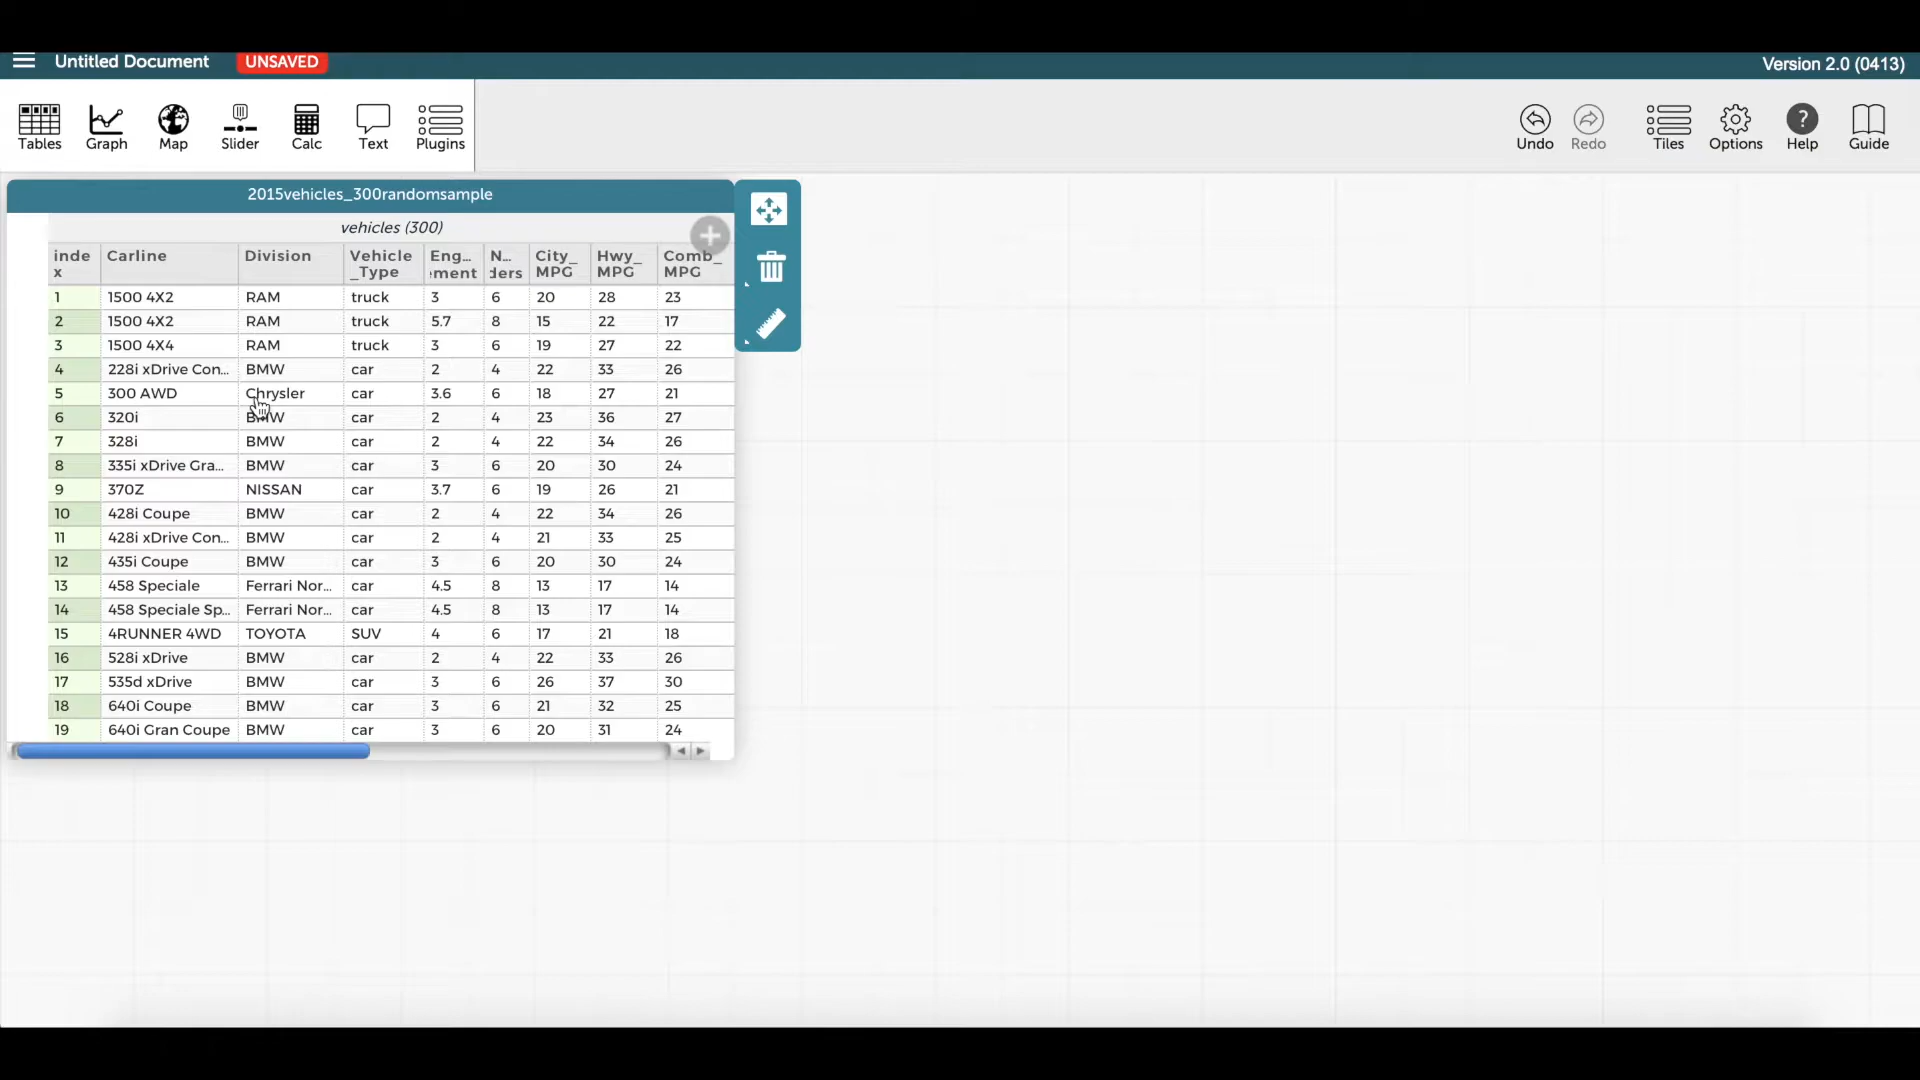 Untitled Document UNSAVED Version 2.0 (0413)
Tables Graph Map Slider Calc Text Plugins Undo Redo Tiles Options Help Guide
2015vehicles_300randomsample
vehicles (300)
inde Carline Division Vehicle Eng... N... City_ Hwy_ Comb_
x _Type ment ders MPG MPG MPG
1 1500 4X2 RAM truck 3 6 20 28 23
2 1500 4X2 RAM truck 5.7 8 15 22 17
3 1500 4X4 RAM truck 3 6 19 27 22
4 228i xDrive Con... BMW car 2 4 22 33 26
5 300 AWD Chrysler car 3.6 6 18 27 21
6 320i BMW car 2 4 23 36 27
7 328i BMW car 2 4 22 34 26
8 335i xDrive Gra... BMW car 3 6 20 30 24
9 370Z NISSAN car 3.7 6 19 26 21
10 428i Coupe BMW car 2 4 22 34 26
11 428i xDrive Con... BMW car 2 4 21 33 25
12 435i Coupe BMW car 3 6 20 30 24
13 458 Speciale Ferrari Nor... car 4.5 8 13 17 14
14 458 Speciale Sp... Ferrari Nor... car 4.5 8 13 17 14
15 4RUNNER 4WD TOYOTA SUV 4 6 17 21 18
16 528i xDrive BMW car 2 4 22 33 26
17 535d xDrive BMW car 3 6 26 37 30
18 640i Coupe BMW car 3 6 21 32 25
19 640i Gran Coupe BMW car 3 6 20 31 24